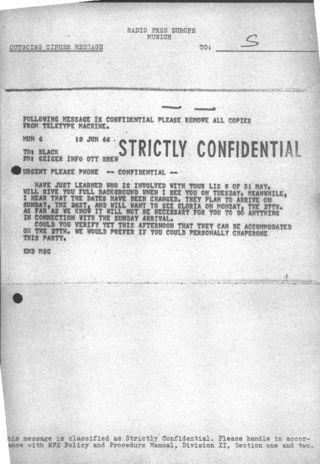 RADIO FREE EUROPE
MUNICH
OUTGOING CIPHER MESSAGE
TO: S
FOLLOWING MESSAGE IS CONFIDENTIAL PLEASE REMOVE ALL COPIES
FROM TELETYPE MACHINE.
MUN 6 10 JUN 66
STRICTLY CONFIDENTIAL
TO: BLACK
FM: GEIGER INFO OTT BREW
URGENT PLEASE PHONE -- CONFIDENTIAL --
HAVE JUST LEARNED WHO IS INVOLVED WITH YOUR LIS 8 OF 31 MAY.
WILL GIVE YOU FULL BACKGROUND WHEN I SEE YOU ON TUESDAY. MEANWHILE,
I HEAR THAT THE DATES HAVE BEEN CHANGED. THEY PLAN TO ARRIVE ON
SUNDAY, THE 26ST, AND WILL WANT TO SEE GLORIA ON MONDAY, THE 27TH.
AS FAR AS WE KNOW IT WILL NOT BE NECESSARY FOR YOU TO DO ANYTHING
IN CONNECTION WITH THE SUNDAY ARRIVAL.
COULD YOU VERIFY YET THIS AFTERNOON THAT THEY CAN BE ACCOMMODATED
ON THE 27TH. WE WOULD PREFER IF YOU COULD PERSONALLY CHAPERONE
THIS PARTY.
END MSG
his message is classified as Strictly Confidential. Please handle in accor-
ance with RFE Policy and Procedure Manual, Division XI, Section one and two.